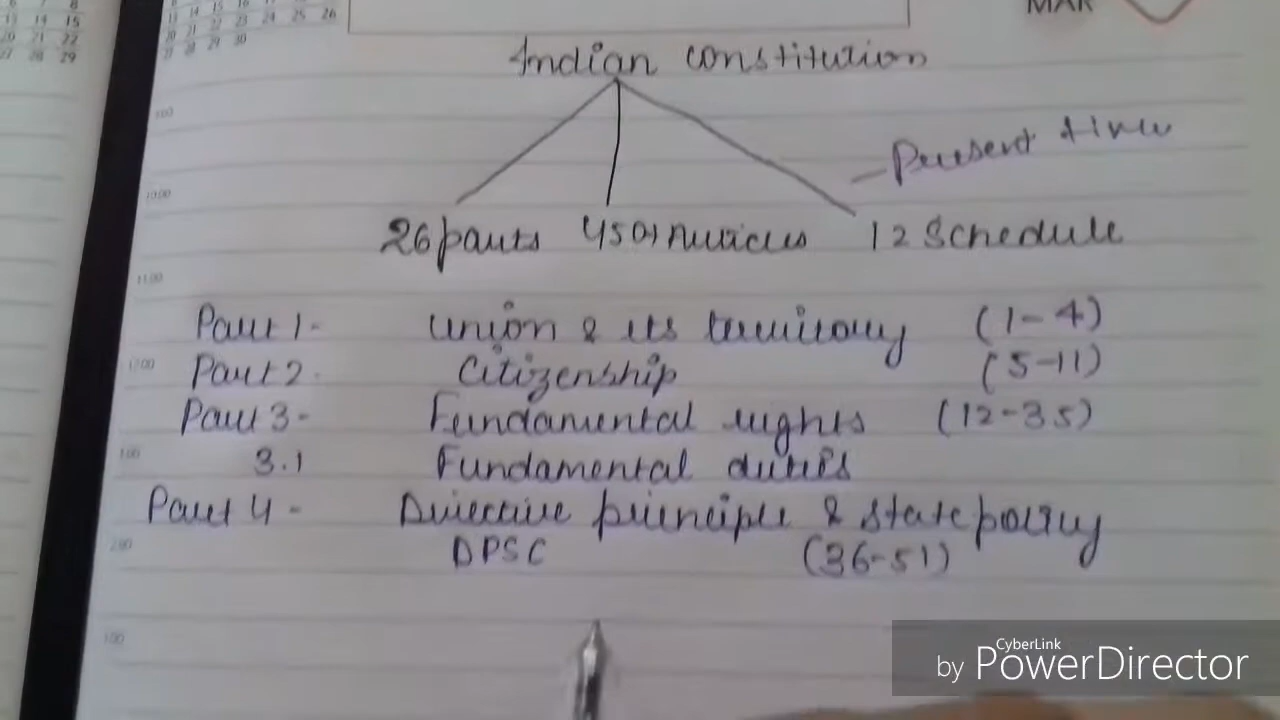 MAR
Indian constitution
Present time
26 parts 450 Articles 12 Schedule
Part 1- Union & its territory (1-4)
Part 2- Citizenship (5-11)
Part 3- Fundamental rights (12-35)
3.1 Fundamental duties
Part 4- Directive principle & state policy
DPSC (36-51)
CyberLink
by PowerDirector